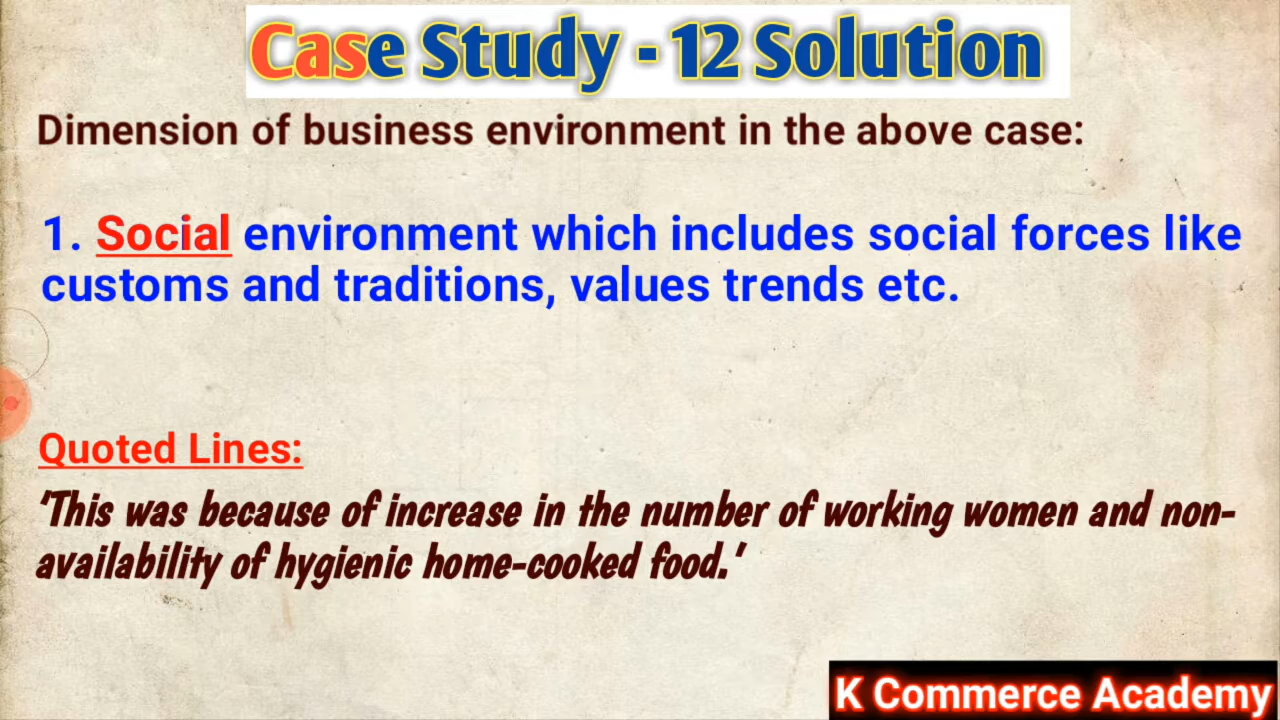 Case Study - 12 Solution
Dimension of business environment in the above case:
1. Social environment which includes social forces like
customs and traditions, values trends etc.
Quoted Lines:
'This was because of increase in the number of working women and non-
availability of hygienic home-cooked food.'
K Commerce Academy